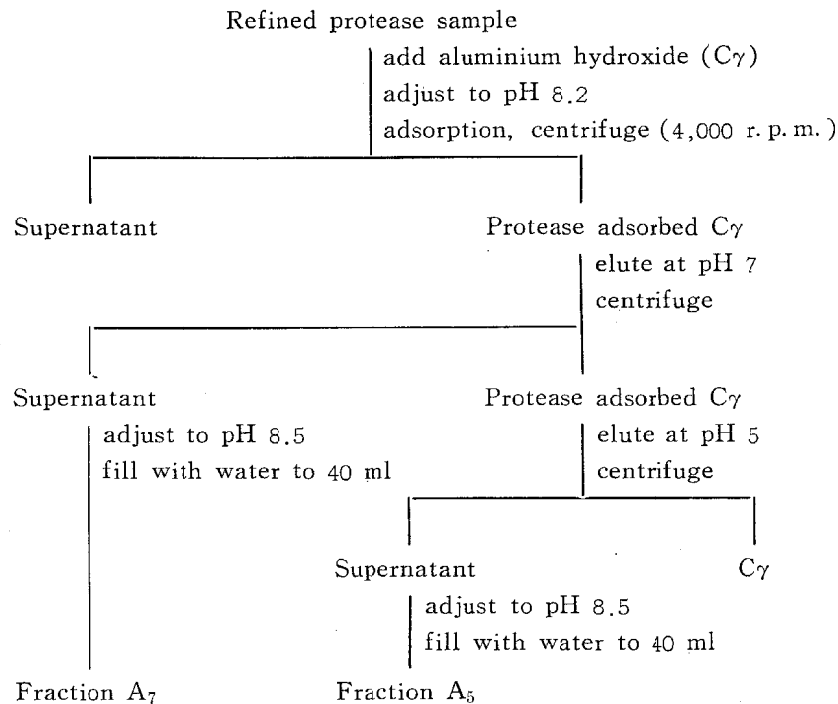 Refined protease sample
add aluminium hydroxide (Cγ)
adjust to pH 8.2
adsorption, centrifuge (4,000 r. p. m.)
Supernatant
Protease adsorbed Cγ
elute at pH 7
centrifuge
Supernatant
Protease adsorbed Cγ
adjust to pH 8.5
fill with water to 40 ml
elute at pH 5
centrifuge
Supernatant
Cγ
adjust to pH 8.5
fill with water to 40 ml
Fraction A₇
Fraction A₅